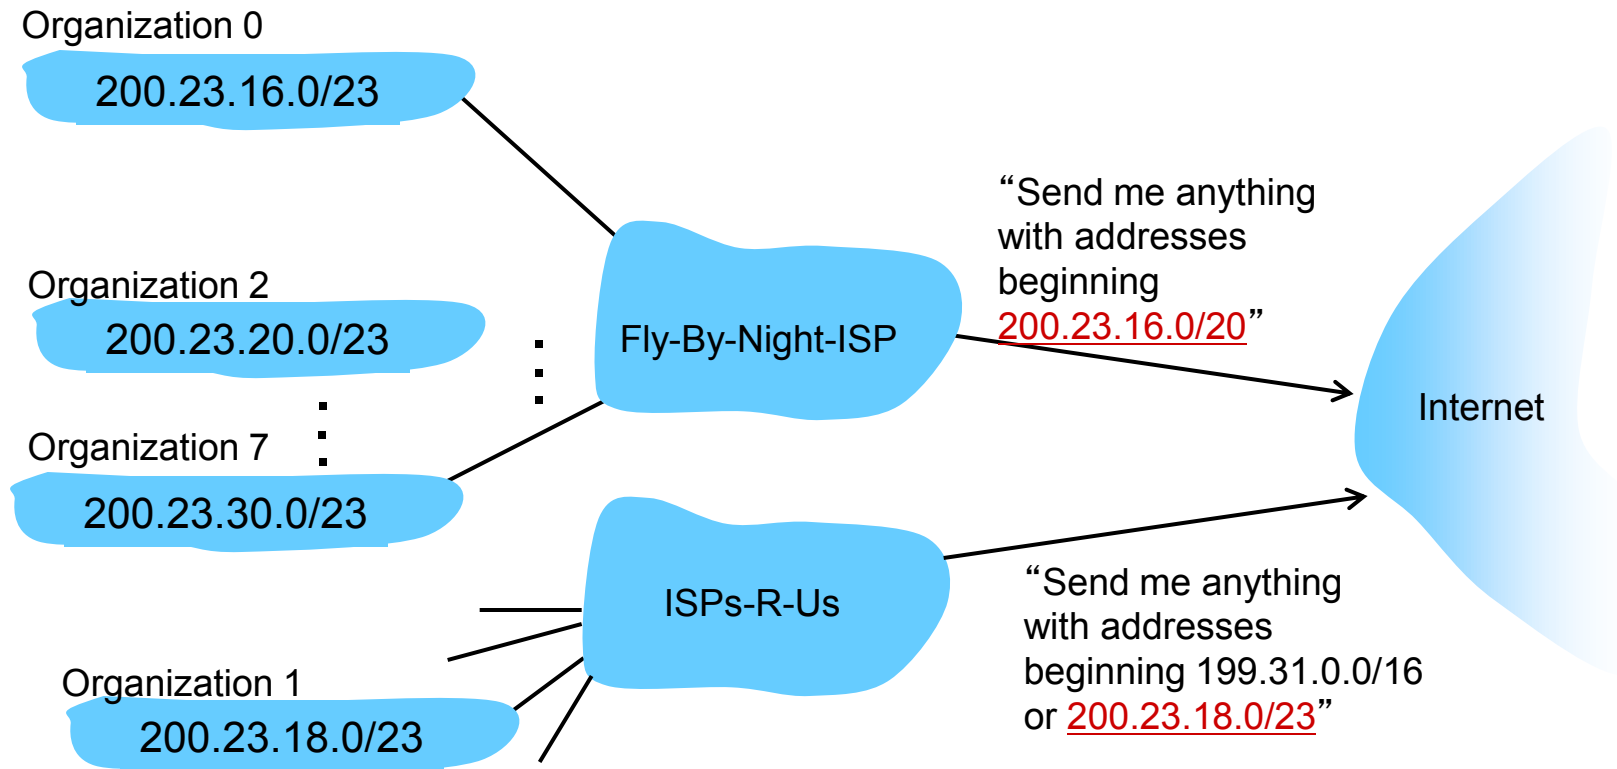 Organization 0
200.23.16.0/23
Organization 2
200.23.20.0/23
Organization 7
200.23.30.0/23
Fly-By-Night-ISP
“Send me anything
with addresses
beginning
200.23.16.0/20”
Internet
ISPs-R-Us
“Send me anything
with addresses
beginning 199.31.0.0/16
or 200.23.18.0/23”
Organization 1
200.23.18.0/23